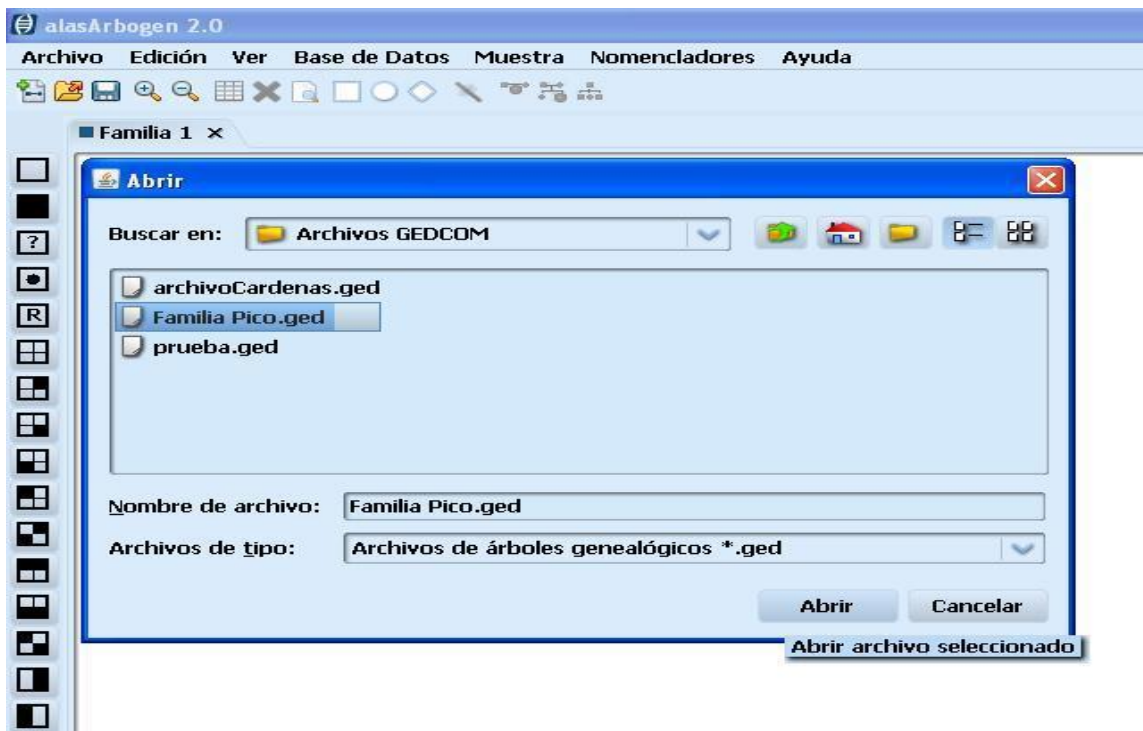 alasArbogen 2.0
Archivo Edición Ver Base de Datos Muestra Nomencladores Ayuda
Familia 1
Abrir
Buscar en: Archivos GEDCOM
archivoCardenas.ged
Familia Pico.ged
prueba.ged
Nombre de archivo: Familia Pico.ged
Archivos de tipo: Archivos de árboles genealógicos *.ged
Abrir Cancelar
Abrir archivo seleccionado
?
R